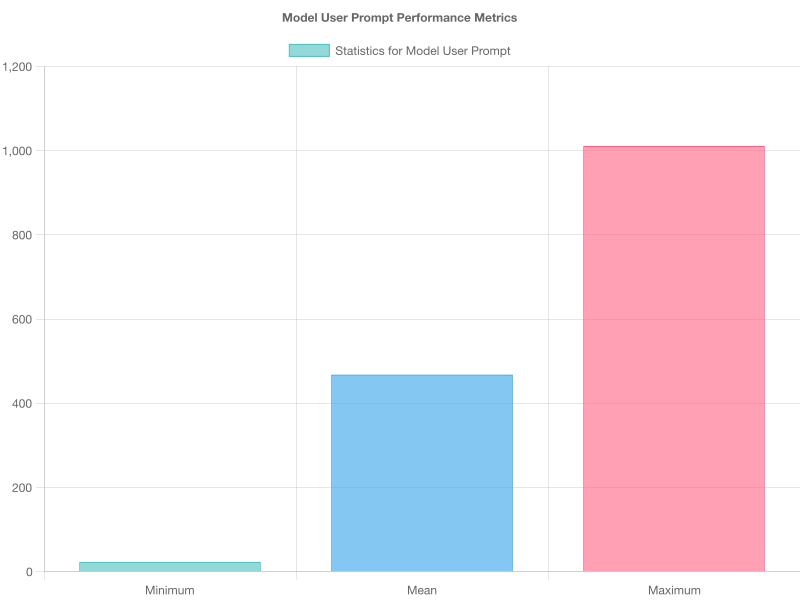 Model User Prompt Performance Metrics
Statistics for Model User Prompt
1,200
1,000
800
600
400
200
0
Minimum Mean Maximum